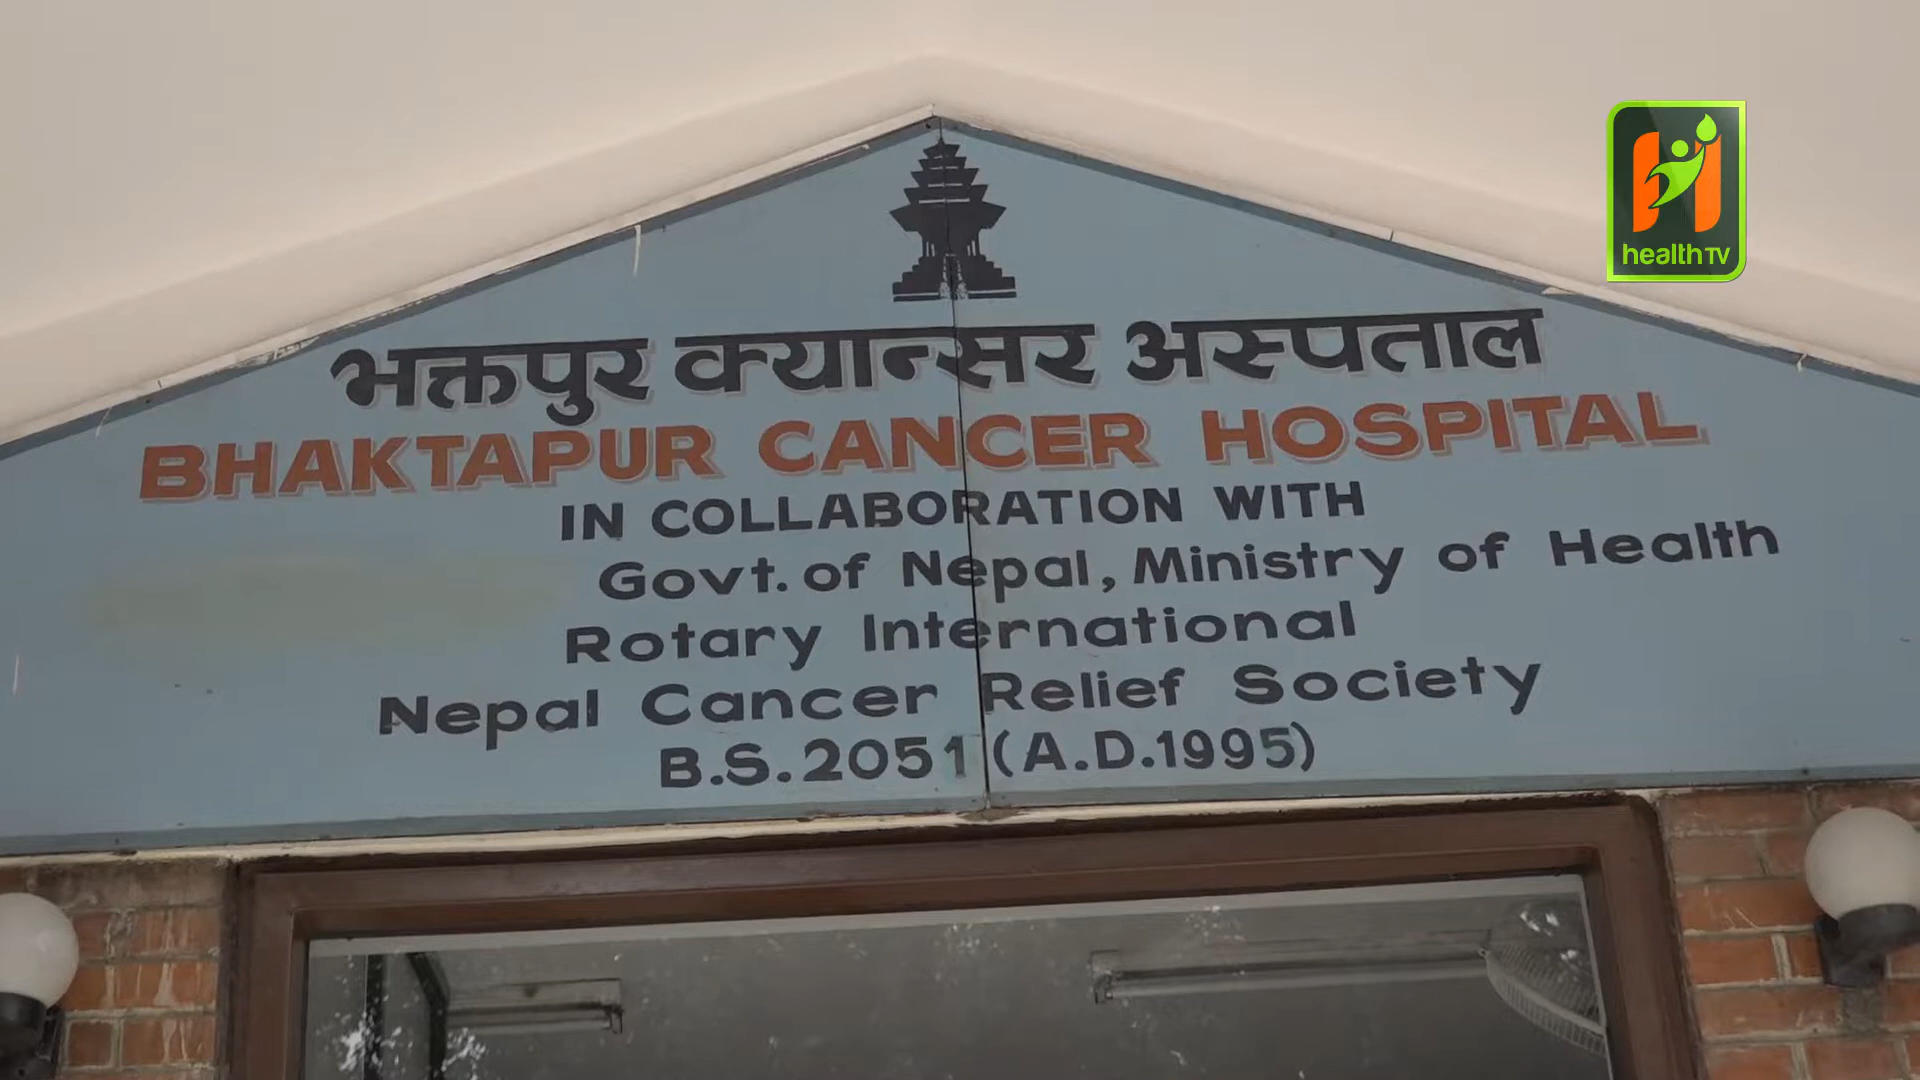 भक्तपुर क्यान्सर अस्पताल
BHAKTAPUR CANCER HOSPITAL
IN COLLABORATION WITH
Govt. of Nepal, Ministry of Health
Rotary International
Nepal Cancer Relief Society
B.S. 2051 (A.D.1995)
health TV